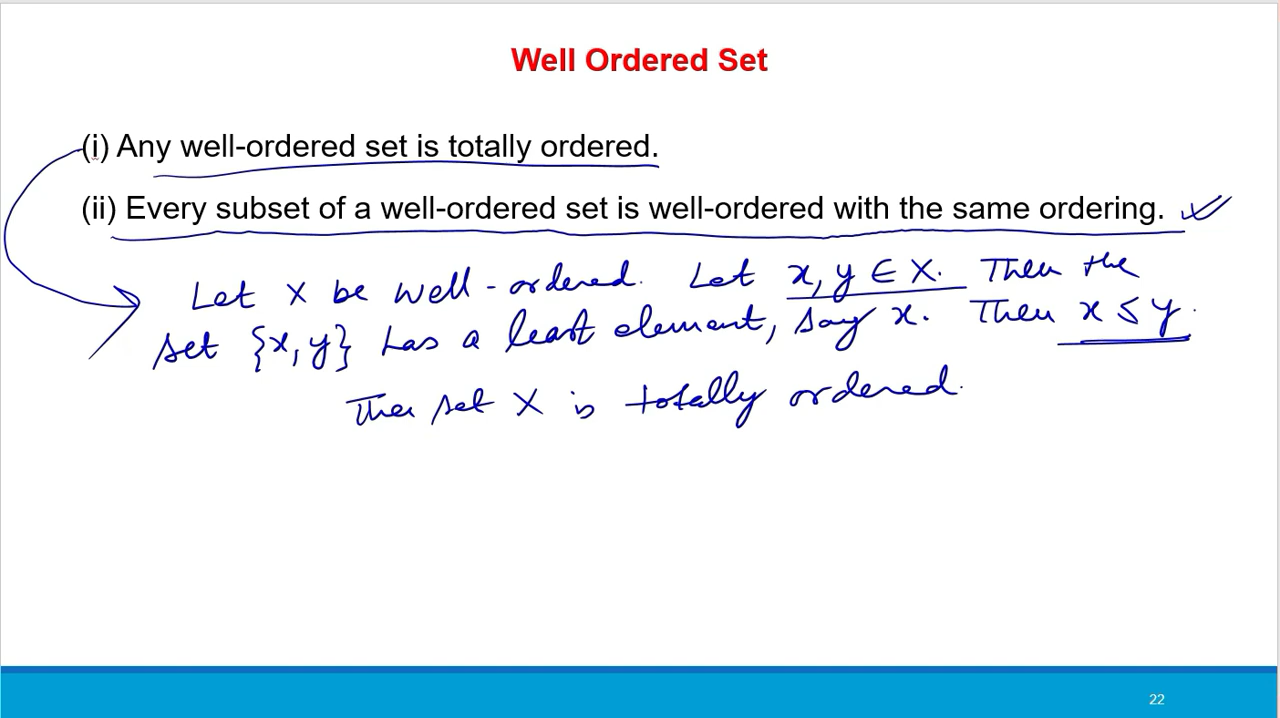 Well Ordered Set
(i) Any well-ordered set is totally ordered.
(ii) Every subset of a well-ordered set is well-ordered with the same ordering.
Let X be well-ordered. Let x, y ∈ X. Then the
set {x, y} has a least element, say x. Then x ≤ y.
The set X is totally ordered.
22